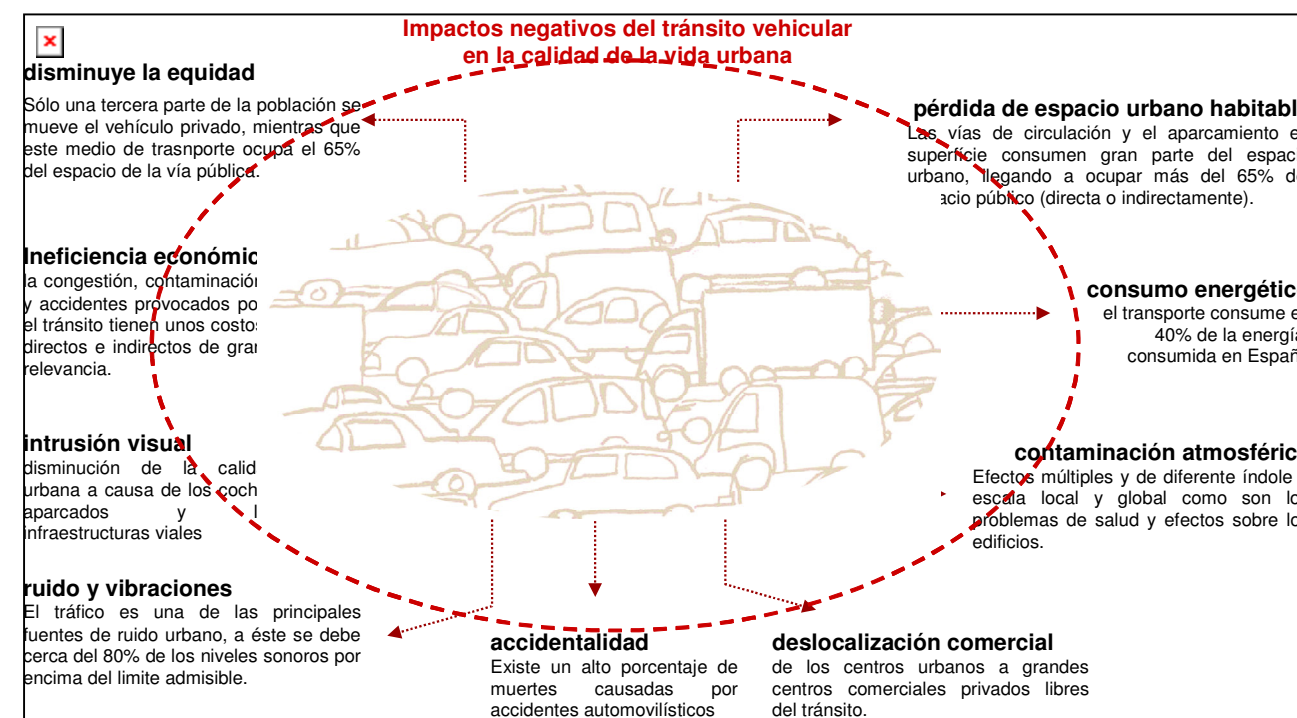 Impactos negativos del tránsito vehicular
en la calidad de la vida urbana
disminuye la equidad
Sólo una tercera parte de la población se
mueve el vehículo privado, mientras que
este medio de trasnporte ocupa el 65%
del espacio de la vía pública.
Ineficiencia económic
la congestión, contaminación
y accidentes provocados po
el tránsito tienen unos costos
directos e indirectos de gran
relevancia.
intrusión visual
disminución de la calid
urbana a causa de los coch
aparcados y l
infraestructuras viales
ruido y vibraciones
El tráfico es una de las principales
fuentes de ruido urbano, a éste se debe
cerca del 80% de los niveles sonoros por
encima del limite admisible.
accidentalidad
Existe un alto porcentaje de
muertes causadas por
accidentes automovilísticos
deslocalización comercial
de los centros urbanos a grandes
centros comerciales privados libres
del tránsito.
pérdida de espacio urbano habitabl
Las vías de circulación y el aparcamiento e
superfície consumen gran parte del espaci
urbano, llegando a ocupar más del 65% de
acio público (directa o indirectamente).
consumo energétic
el transporte consume e
40% de la energía
consumida en Españ
contaminación atmosféric
Efectos múltiples y de diferente índole
escala local y global como son lo
problemas de salud y efectos sobre lo
edificios.